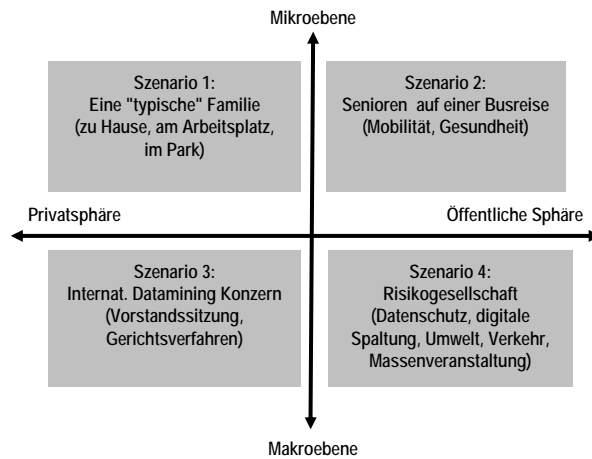 Mikroebene
Szenario 1:
Eine "typische" Familie
(zu Hause, am Arbeitsplatz,
im Park)
Szenario 2:
Senioren auf einer Busreise
(Mobilität, Gesundheit)
Privatsphäre
Öffentliche Sphäre
Szenario 3:
Internat. Datamining Konzern
(Vorstandssitzung,
Gerichtsverfahren)
Szenario 4:
Risikogesellschaft
(Datenschutz, digitale
Spaltung, Umwelt, Verkehr,
Massenveranstaltung)
Makroebene